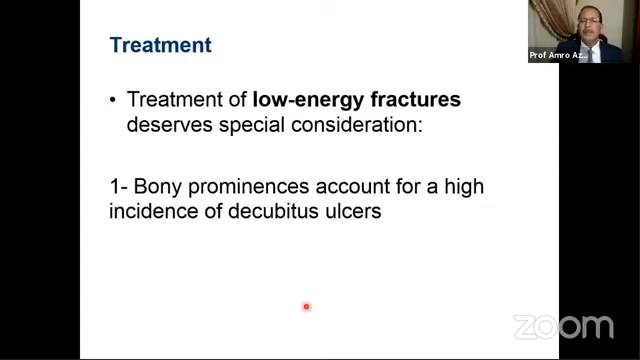 Treatment
• Treatment of low-energy fractures
deserves special consideration:
1- Bony prominences account for a high
incidence of decubitus ulcers
Prof Amro Az...
zoom